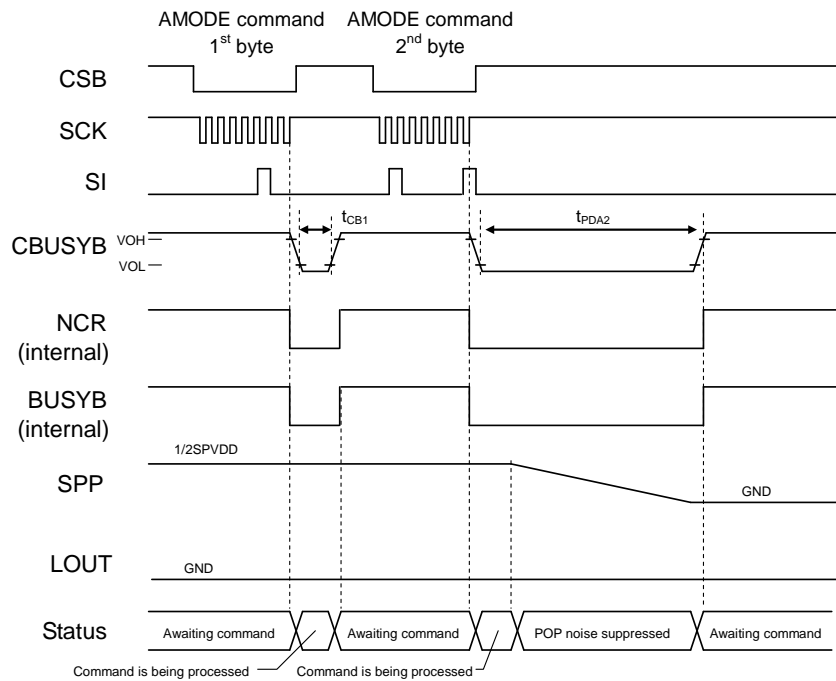 AMODE command AMODE command
1st byte 2nd byte
CSB
SCK
SI
tCB1 tPDA2
CBUSYB VOH
VOL
NCR
(internal)
BUSYB
(internal)
1/2SPVDD
SPP GND
LOUT GND
Status Awaiting command Awaiting command POP noise suppressed Awaiting command
Command is being processed Command is being processed